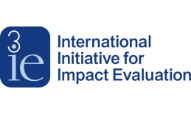 3ie
International
Initiative for
Impact Evaluation